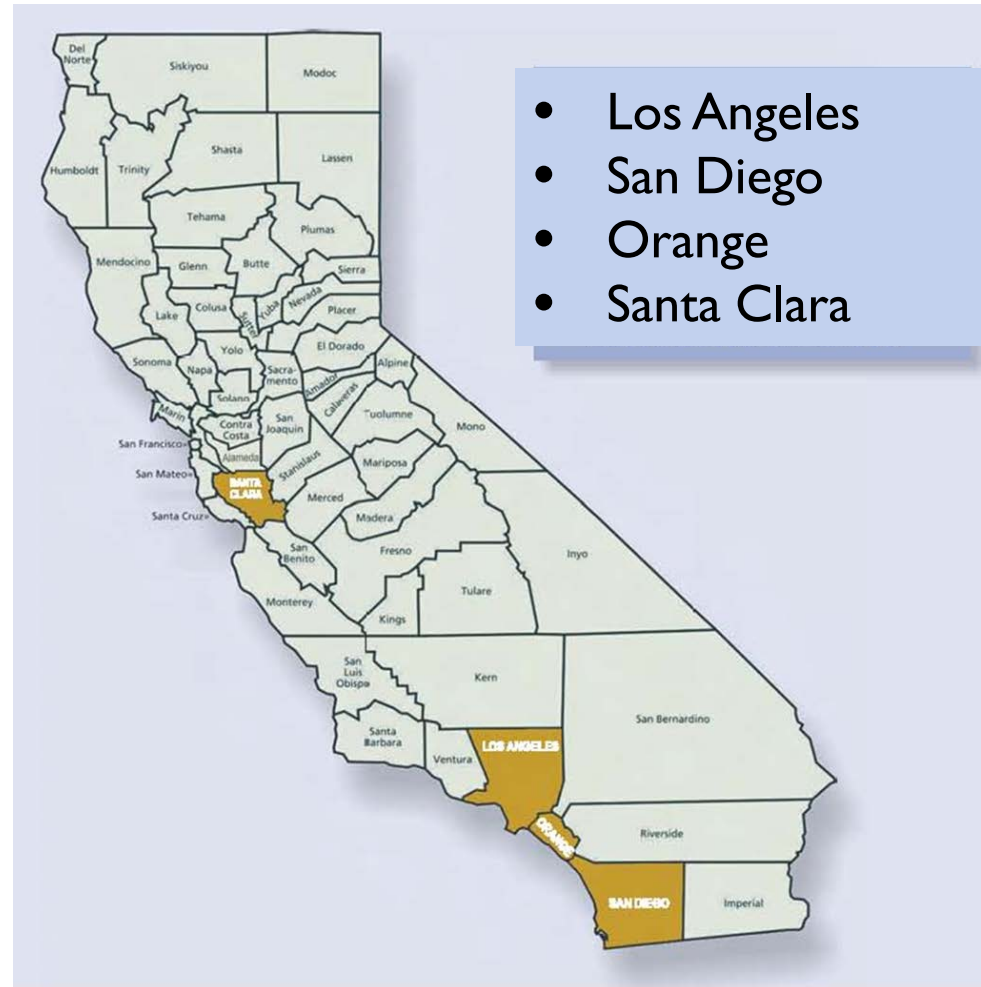 Del
Norte
Siskiyou
Modoc
• Los Angeles
• San Diego
• Orange
• Santa Clara
Humboldt
Trinity
Shasta
Lassen
Tehama
Plumas
Mendocino
Glenn
Butte
Sierra
Lake
Colusa
Sutter
Yuba
Nevada
Placer
Sonoma
Napa
Yolo
Sacra-
mento
El Dorado
Alpine
Amador
Solano
Calaveras
Tuolumne
Mono
Marin
Contra
Costa
San
Joaquin
San Francisco
Alameda
Stanislaus
Mariposa
San Mateo
SANTA
CLARA
Merced
Santa Cruz
Madera
San
Benito
Fresno
Inyo
Monterey
Tulare
Kings
San
Luis
Obispo
Kern
San Bernardino
Santa
Barbara
Ventura
LOS ANGELES
ORANGE
Riverside
SAN DIEGO
Imperial